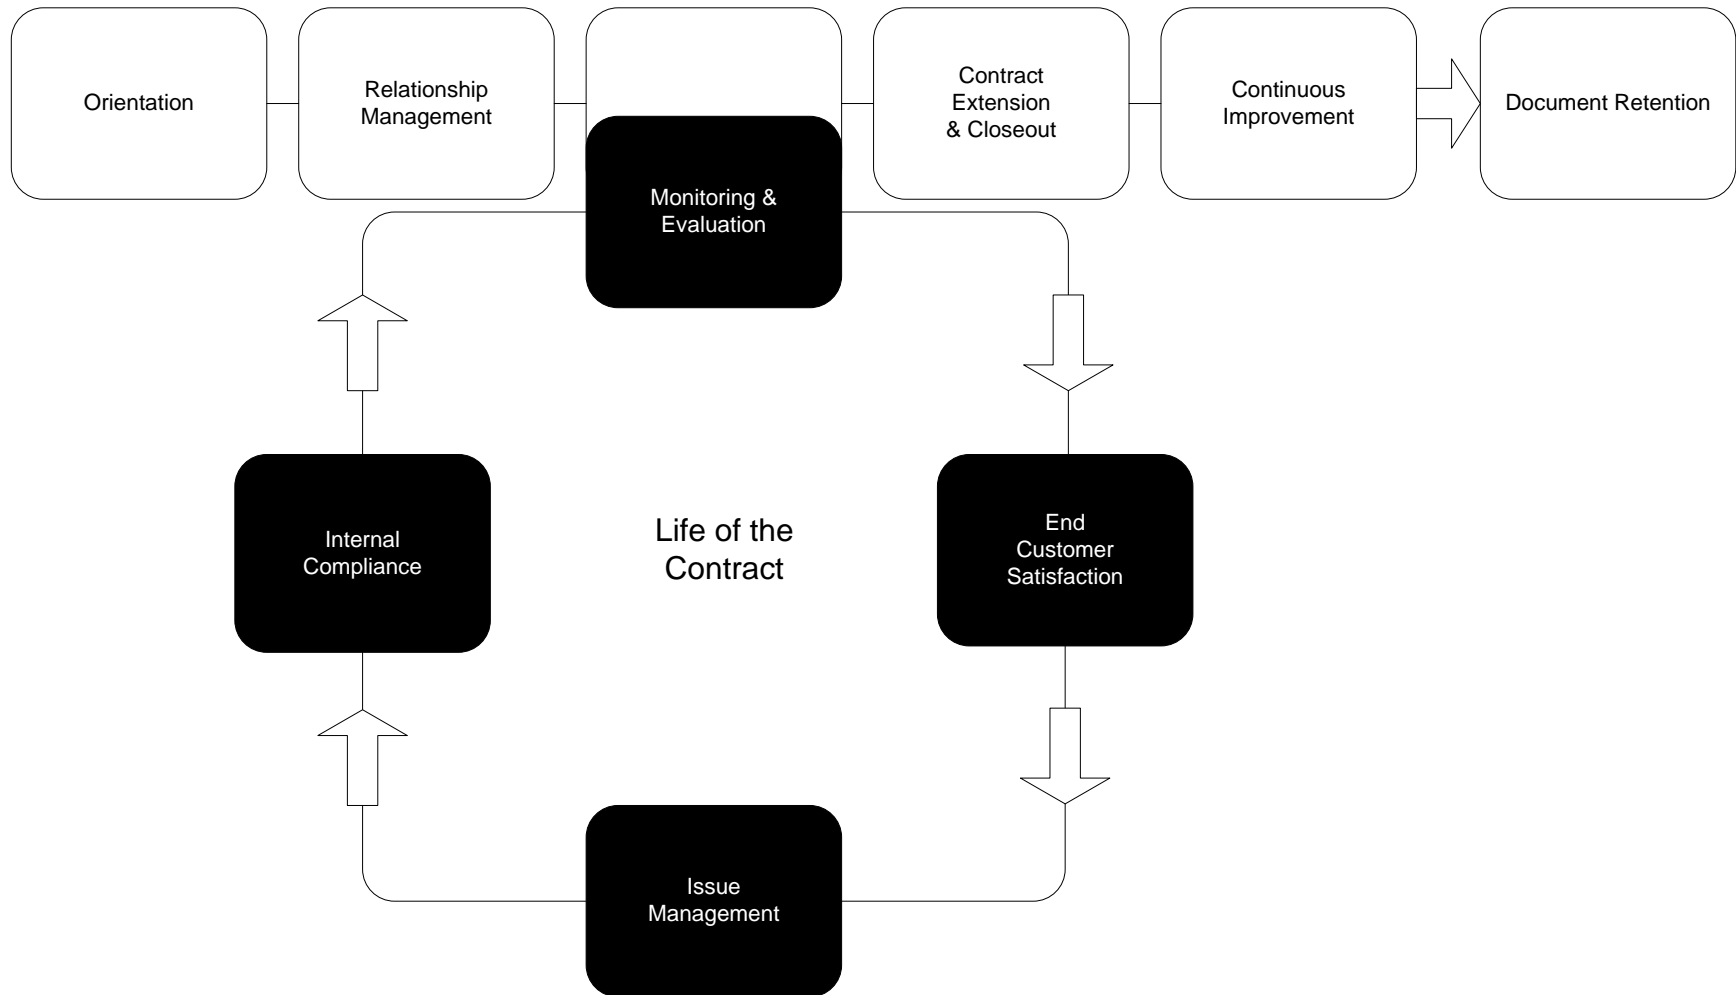 Orientation
Relationship
Management
Contract
Extension
& Closeout
Continuous
Improvement
Document Retention
Monitoring &
Evaluation
Internal
Compliance
Life of the
Contract
End
Customer
Satisfaction
Issue
Management